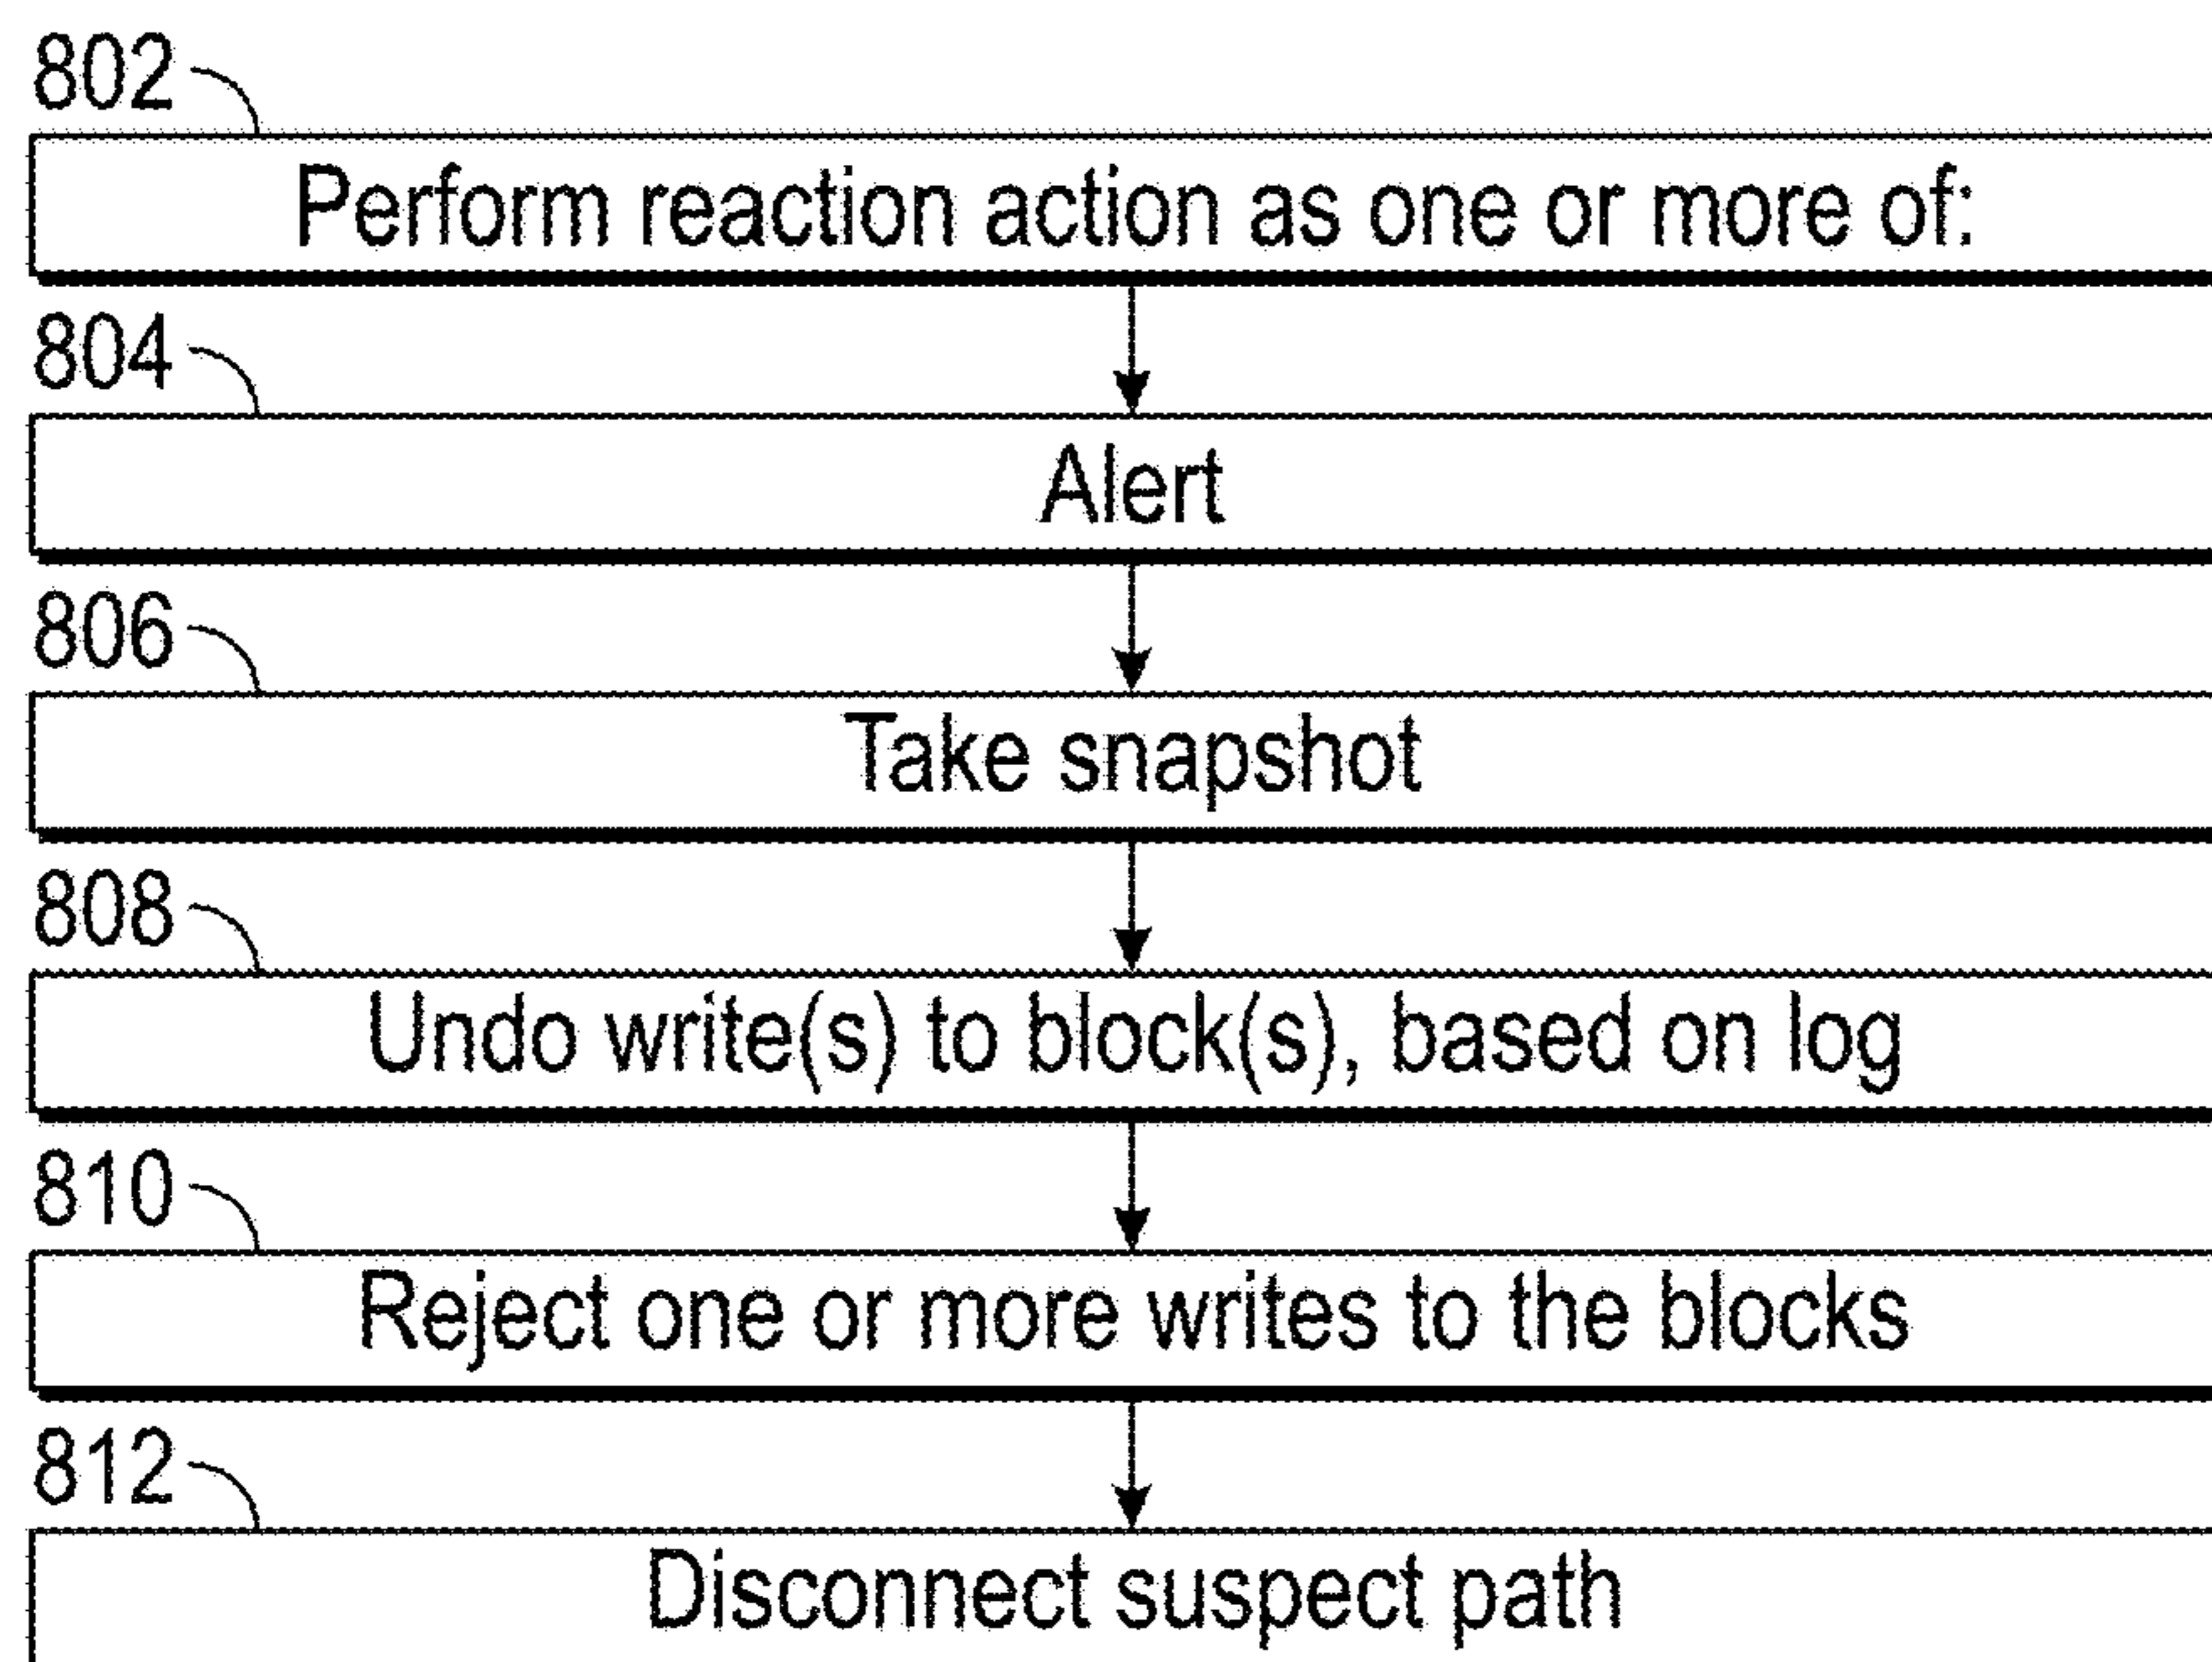 802
Perform reaction action as one or more of:
804
Alert
806
Take snapshot
808
Undo write(s) to block(s), based on log
810
Reject one or more writes to the blocks
812
Disconnect suspect path